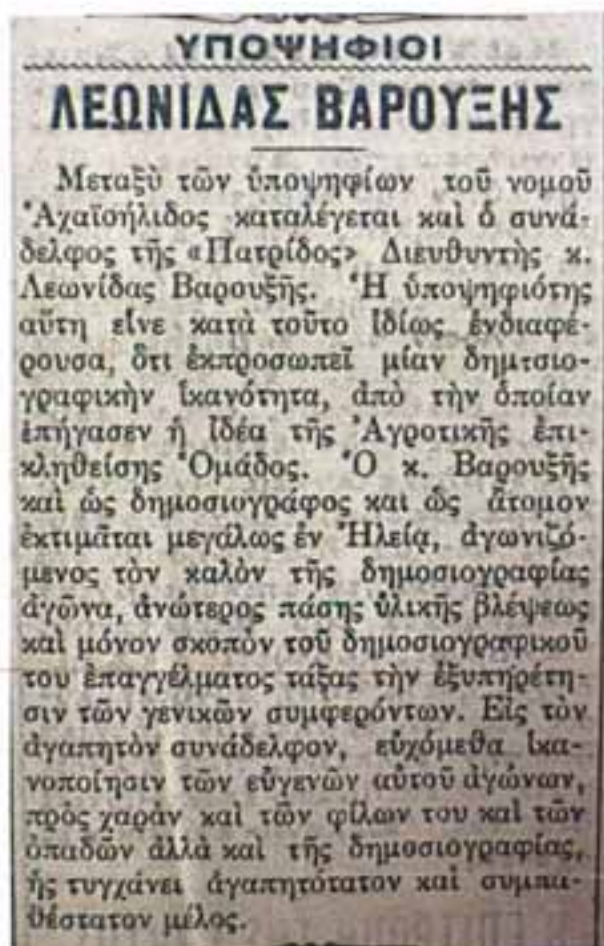 ΥΠΟΨΗΦΙΟΙ
ΛΕΩΝΙΔΑΣ ΒΑΡΟΥΞΗΣ
Μεταξὺ τῶν ὑποψηφίων τοῦ νομοῦ
Ἀχαϊσήλιδος καταλέγεται καὶ ὁ συνά-
δελφος τῆς «Πατρίδος» Διευθυντὴς κ.
Λεωνίδας Βαρουξῆς. Ἡ ὑποψηφιότης
αὕτη εἶνε κατὰ τοῦτο ἰδίως ἐνδιαφέ-
ρουσα, ὅτι ἐκπροσωπεῖ μίαν δημτσιο-
γραφικὴν ἱκανότητα, ἀπὸ τὴν ὁποίαν
ἐπήγασεν ἡ ἰδέα τῆς Ἀγροτικῆς ἐπι-
κληθείσης Ὁμάδος. Ὁ κ. Βαρουξῆς
καὶ ὡς δημοσιογράφος και ὡς ἄτομον
ἐκτιμᾶται μεγάλως ἐν Ἠλείᾳ, ἀγωνιζό-
μενος τὸν καλὸν τῆς δημοσιογραφίας
ἀγῶνα, ἀνώτερος πάσης ὑλικῆς βλέψεως
καὶ μόνον σκοπὸν τοῦ δημοσιογραφικοῦ
του ἐπαγγέλματος τάξας τὴν ἐξυπηρέτη-
σιν τῶν γενικῶν συμφερόντων. Εἰς τὸν
ἀγαπητὸν συνάδελφον, εὐχόμεθα ἱκα-
νοποίησιν τῶν εὐγενῶν αὐτοῦ ἀγώνων,
πρὸς χαρὰν καὶ τῶν φίλων του καὶ τῶν
ὀπαδῶν ἀλλὰ καὶ τῆς δημοσιογραφίας,
ἧς τυγχάνει ἀγαπητότατον καὶ συμπα-
θέστατον μέλος.